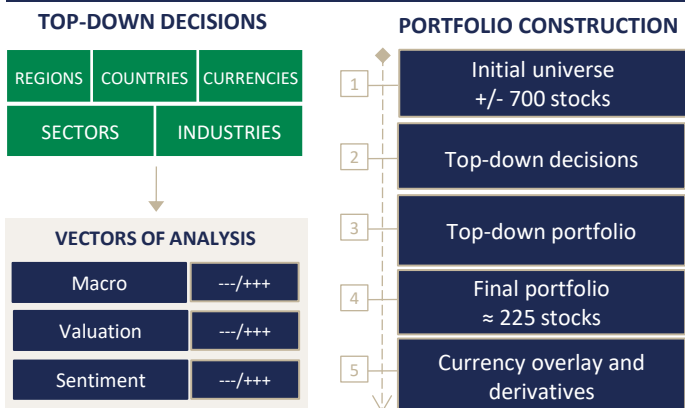 TOP-DOWN DECISIONS
REGIONS
COUNTRIES
CURRENCIES
SECTORS
INDUSTRIES
VECTORS OF ANALYSIS
Macro
---/+++
Valuation
---/+++
Sentiment
---/+++
PORTFOLIO CONSTRUCTION
1
Initial universe
+/- 700 stocks
2
Top-down decisions
3
Top-down portfolio
4
Final portfolio
≈ 225 stocks
5
Currency overlay and
derivatives